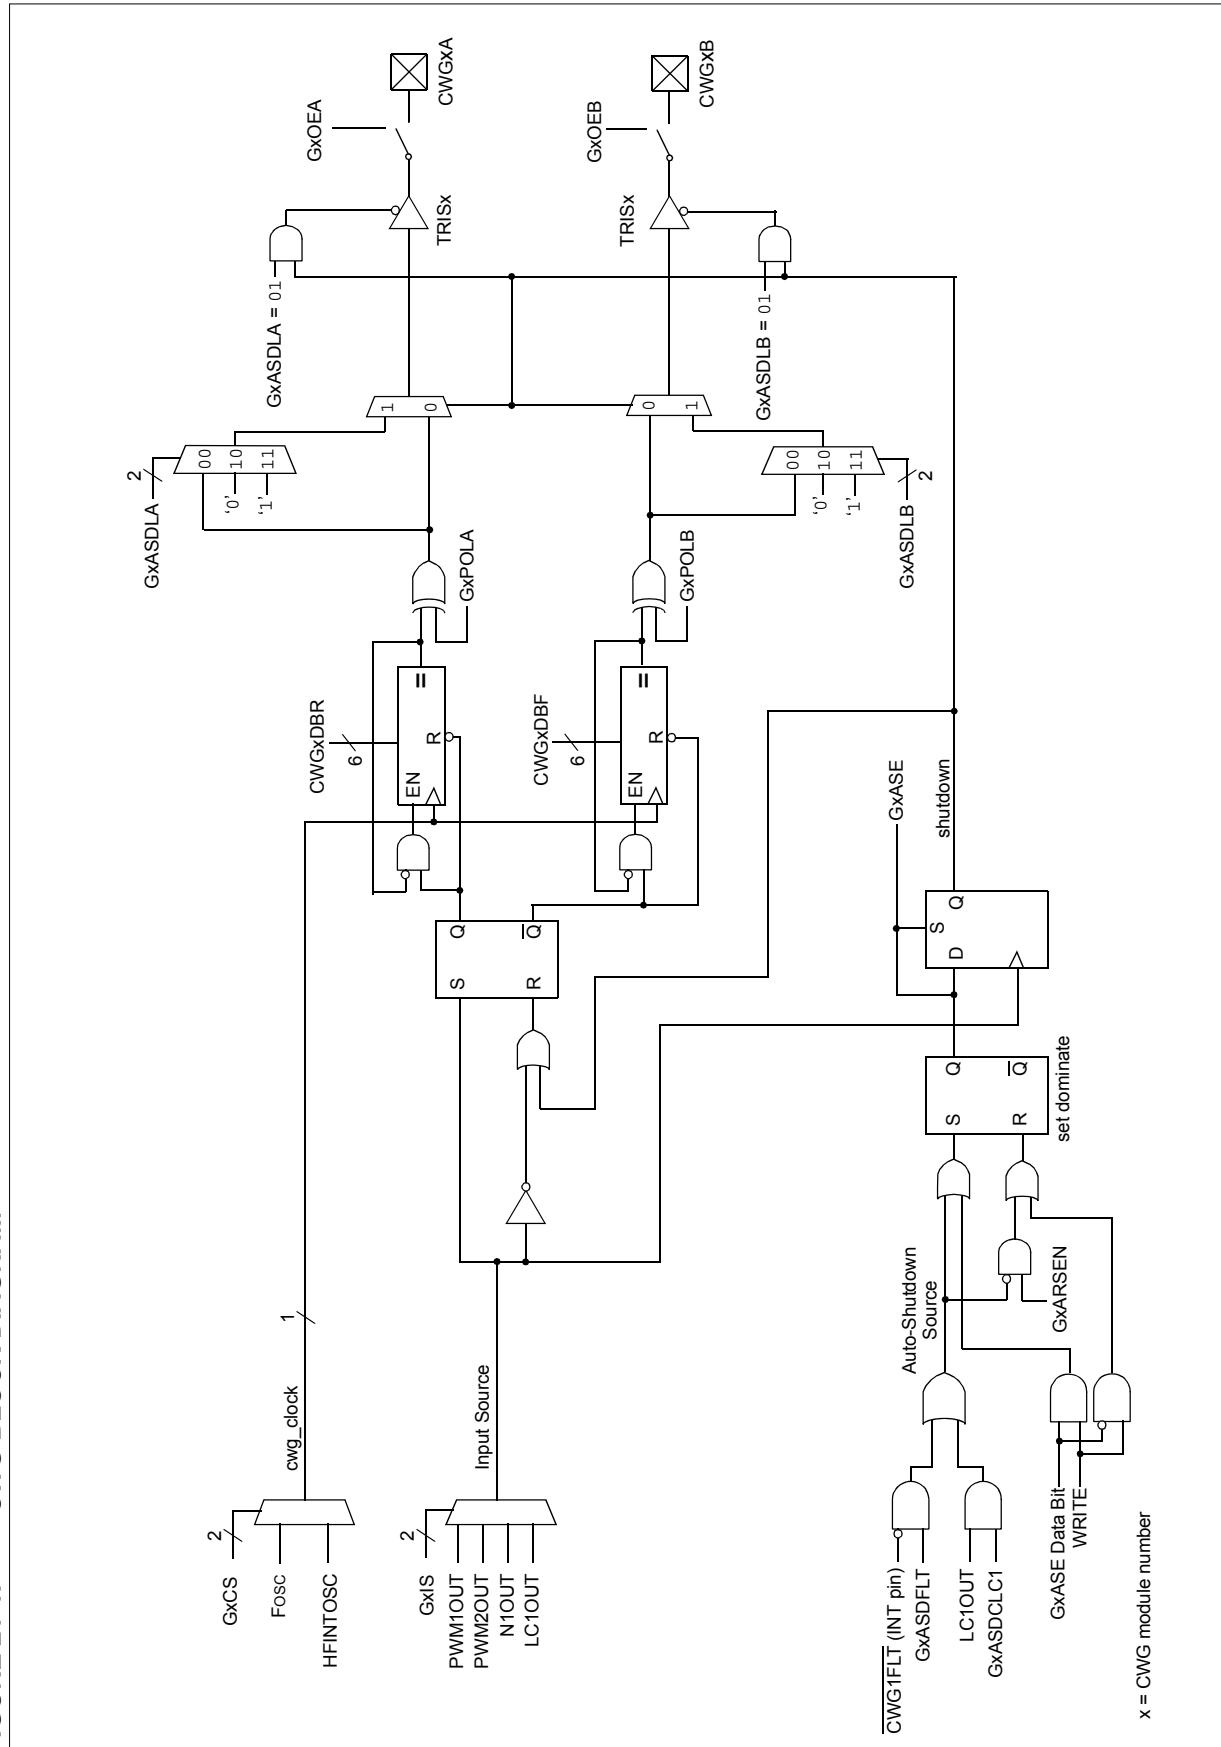 GxASDLA
2
GxCS
2
cwg_clock
1
FOSC
HFINTOSC
CWGxDBR
6
EN
R
=
GxPOLA
00
10
11
'0'
'1'
1
0
GxASDLA = 01
GxOEA
TRISx
CWGxA
GxIS
2
PWM1OUT
PWM2OUT
N1OUT
LC1OUT
Input Source
S
Q
R
Q
CWGxDBF
6
EN
R
=
GxPOLB
0
1
GxOEB
TRISx
CWGxB
00
10
11
'0'
'1'
GxASDLB = 01
GxASDLB
2
CWG1FLT (INT pin)
GxASDFLT
LC1OUT
GxASDCLC1
Auto-Shutdown
Source
GxARSEN
S
Q
R
Q
set dominate
GxASE
S
D
Q
shutdown
GxASE Data Bit
WRITE
x = CWG module number